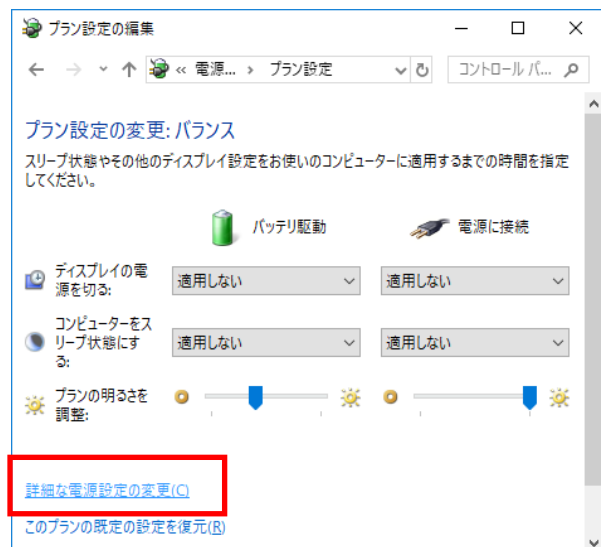 プラン設定の編集
« 電源... › プラン設定
コントロール パ...
プラン設定の変更: バランス
スリープ状態やその他のディスプレイ設定をお使いのコンピューターに適用するまでの時間を指定
してください。
バッテリ駆動
電源に接続
ディスプレイの電
源を切る:
適用しない
適用しない
コンピューターをス
リープ状態にす
る:
適用しない
適用しない
プランの明るさを
調整:
詳細な電源設定の変更(C)
このプランの既定の設定を復元(R)